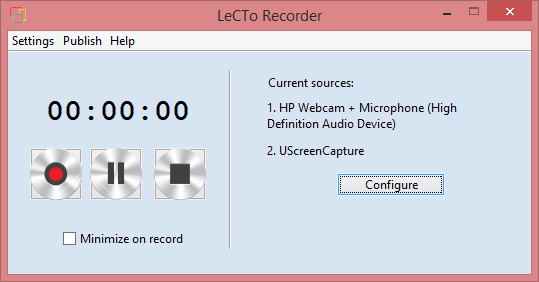 LeCTo Recorder
Settings Publish Help
00:00:00
Minimize on record
Current sources:
1. HP Webcam + Microphone (High
Definition Audio Device)
2. UScreenCapture
Configure